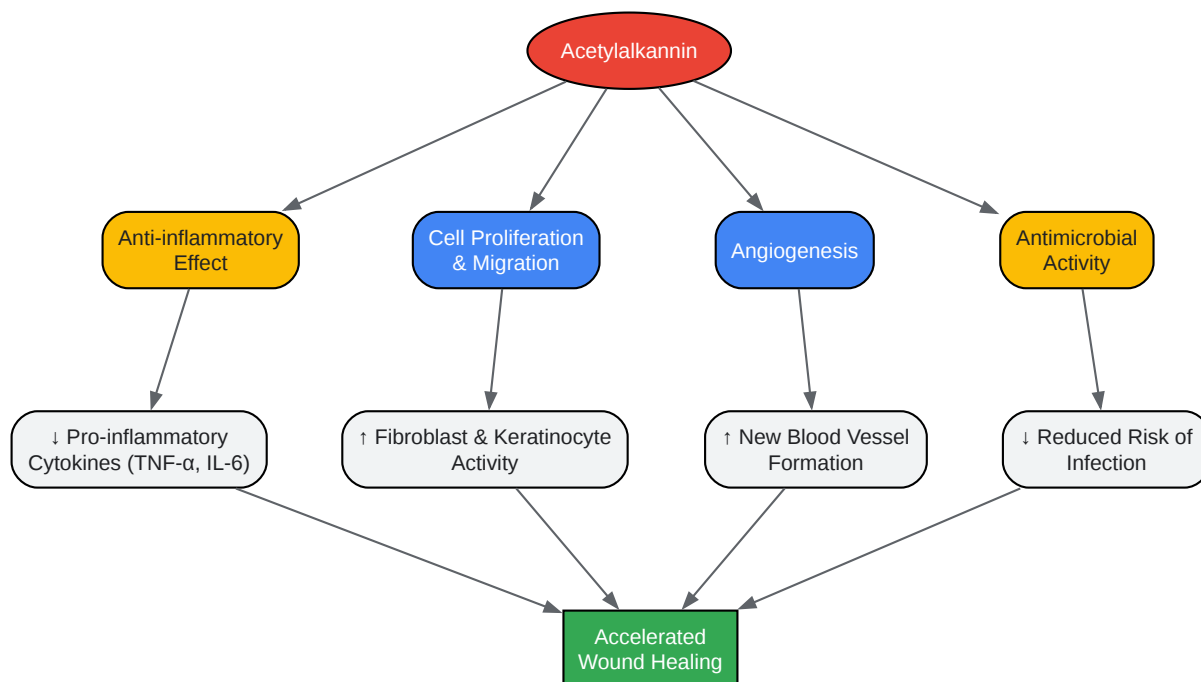 Acetylalkannin
Anti-inflammatory
Effect
Cell Proliferation
& Migration
Angiogenesis
Antimicrobial
Activity
↓ Pro-inflammatory
Cytokines (TNF-α, IL-6)
↑ Fibroblast & Keratinocyte
Activity
↑ New Blood Vessel
Formation
↓ Reduced Risk of
Infection
Accelerated
Wound Healing